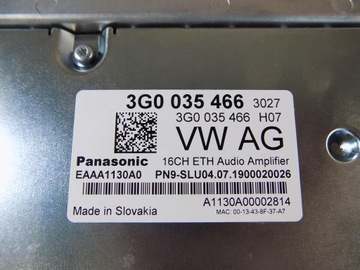 3G0 035 466 3027
3G0 035 466 H07
VW AG
Panasonic 16CH ETH Audio Amplifier
EAAA1130A0 PN9-SLU04.07.1900020026
A1130A00002814
Made in Slovakia MAC: 00-13-43-8F-37-A7